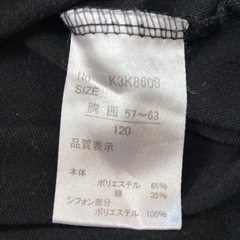 No. K3K8608
SIZE
胸囲 57~63
120
品質表示
本体
ポリエステル 65%
綿 35%
シフォン部分
ポリエステル 100%